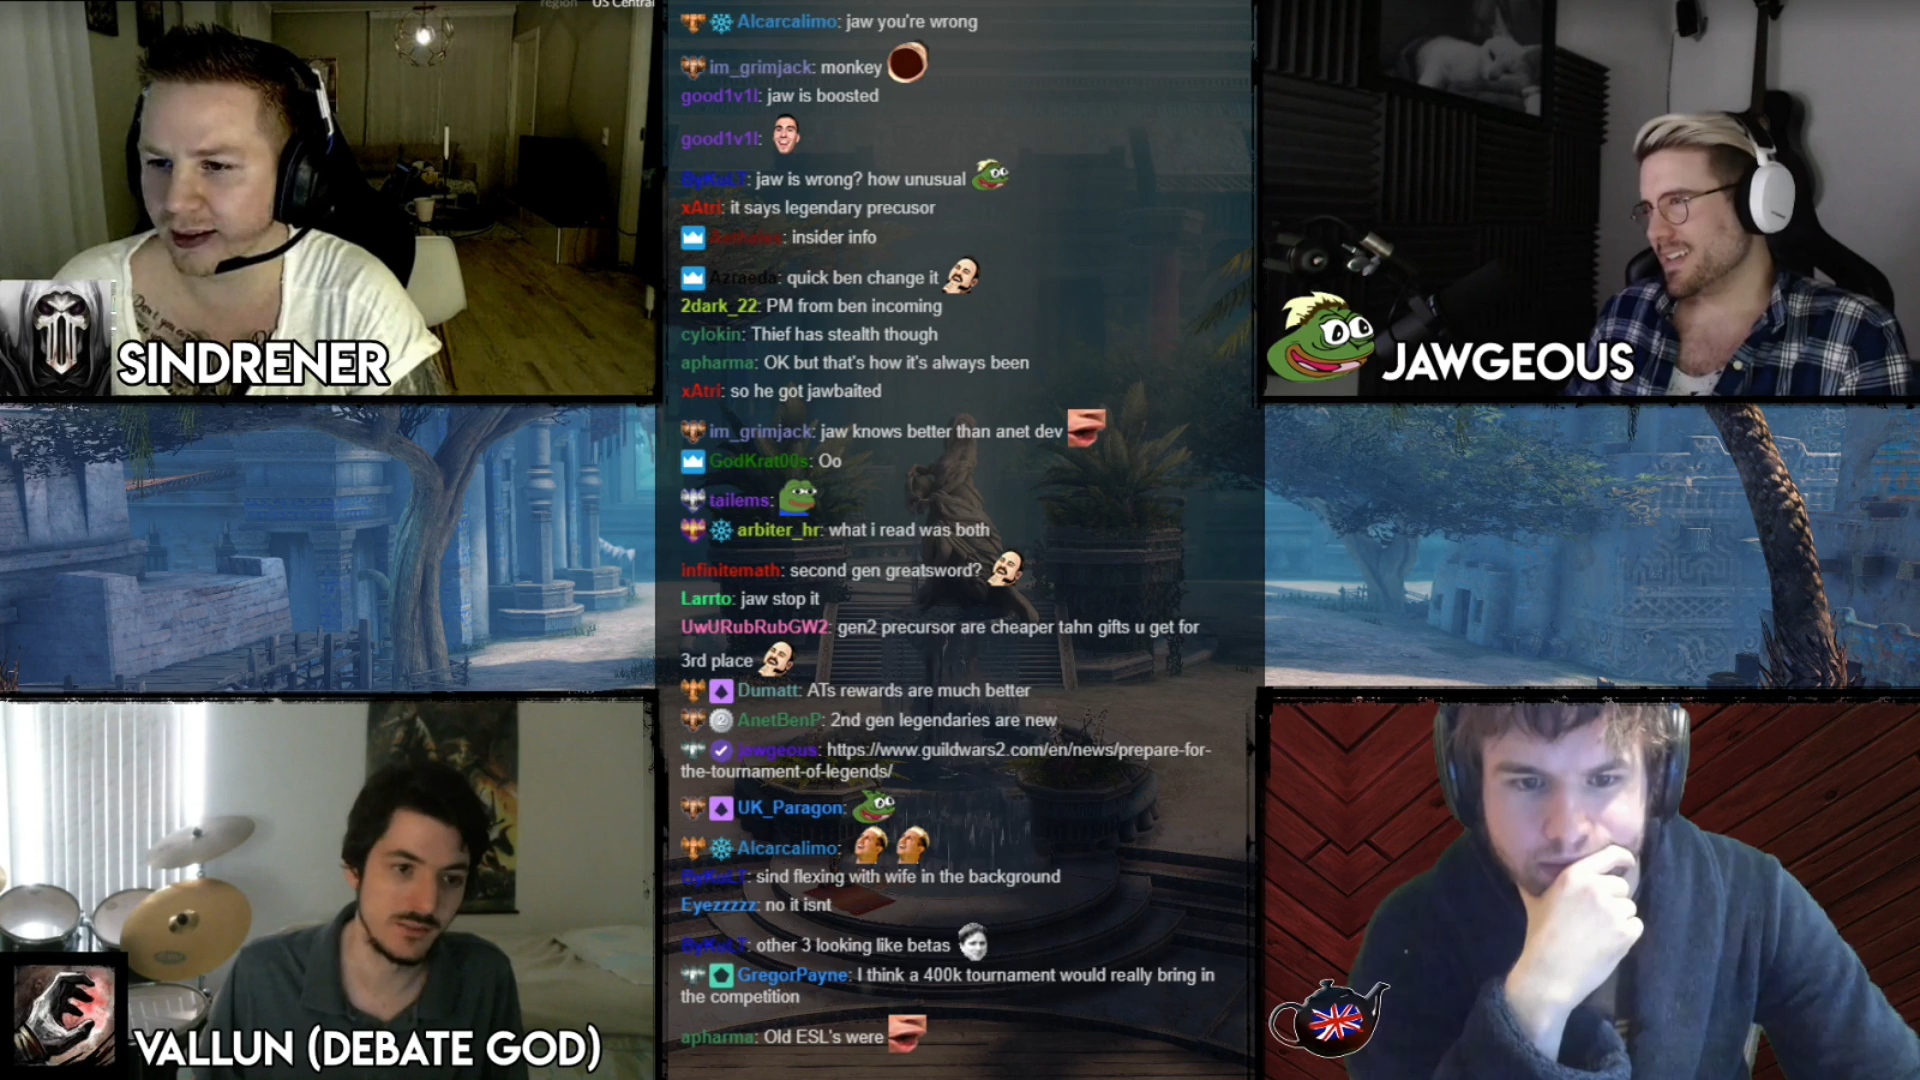 region US Central
SINDRENER
Alcarcalimo: jaw you're wrong
im_grimjack: monkey
good1v1l: jaw is boosted
good1v1l:
ByKuLT: jaw is wrong? how unusual
xAtri: it says legendary precusor
: insider info
Azraeda: quick ben change it
2dark_22: PM from ben incoming
cylokin: Thief has stealth though
apharma: OK but that's how it's always been
xAtri: so he got jawbaited
im_grimjack: jaw knows better than anet dev
GodKrat00s: Oo
tailems:
arbiter_hr: what i read was both
infinitemath: second gen greatsword?
Larrto: jaw stop it
UwURubRubGW2: gen2 precursor are cheaper tahn gifts u get for
3rd place
Dumatt: ATs rewards are much better
AnetBenP: 2nd gen legendaries are new
jawgeous: https://www.guildwars2.com/en/news/prepare-for-
the-tournament-of-legends/
UK_Paragon:
Alcarcalimo:
ByKuLT: sind flexing with wife in the background
Eyezzzzz: no it isnt
ByKuLT: other 3 looking like betas
GregorPayne: I think a 400k tournament would really bring in
the competition
apharma: Old ESL's were
JAWGEOUS
VALLUN (DEBATE GOD)